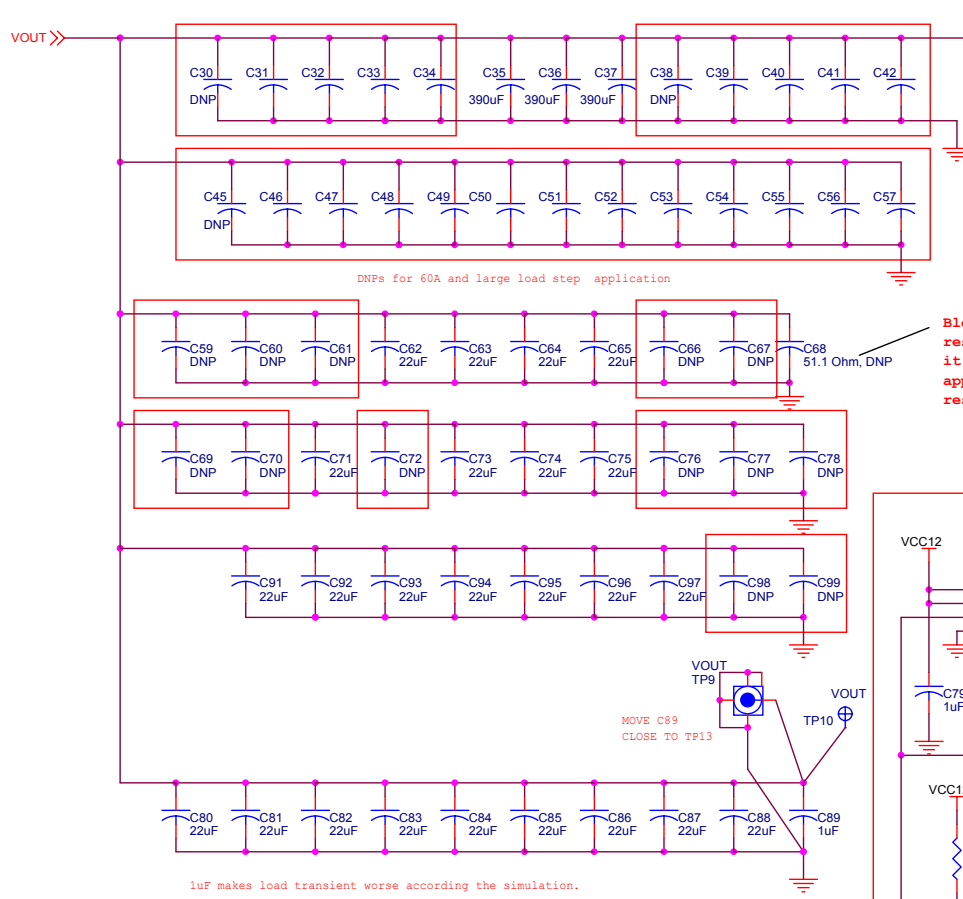 VOUT
C30 C31 C32 C33 C34 C35 C36 C37 C38 C39 C40 C41 C42
DNP 390uF 390uF 390uF DNP
C45 C46 C47 C48 C49 C50 C51 C52 C53 C54 C55 C56 C57
DNP
DNPs for 60A and large load step application
C59 C60 C61 C62 C63 C64 C65 C66 C67 C68
DNP DNP DNP 22uF 22uF 22uF 22uF DNP DNP 51.1 Ohm, DNP
C69 C70 C71 C72 C73 C74 C75 C76 C77 C78
DNP DNP 22uF DNP 22uF 22uF 22uF DNP DNP DNP
VCC12
C91 C92 C93 C94 C95 C96 C97 C98 C99
22uF 22uF 22uF 22uF 22uF 22uF 22uF DNP DNP
VOUT
TP9
VOUT
TP10
C79
1uF
MOVE C89
CLOSE TO TP13
C80 C81 C82 C83 C84 C85 C86 C87 C88 C89
22uF 22uF 22uF 22uF 22uF 22uF 22uF 22uF 22uF 1uF
1uF makes load transient worse according the simulation.